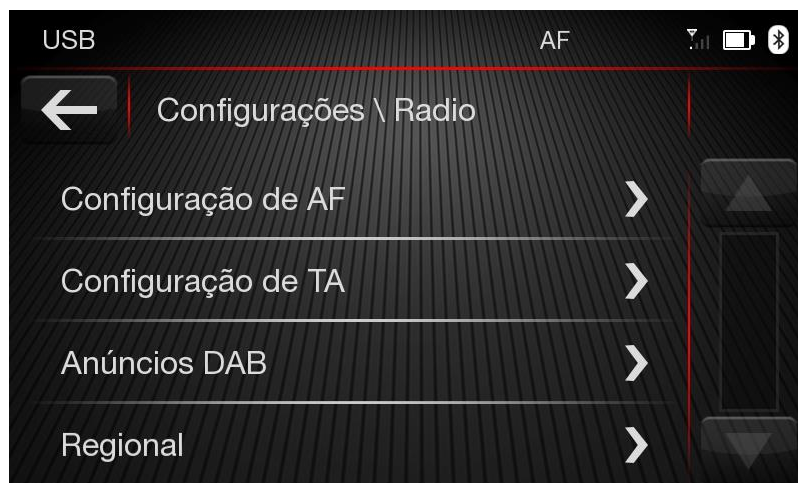 USB AF
Configurações \ Radio
Configuração de AF
Configuração de TA
Anúncios DAB
Regional